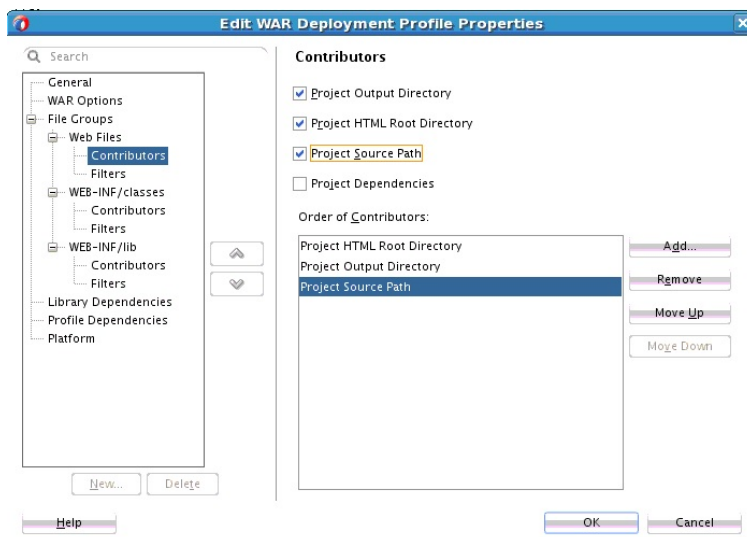 Edit WAR Deployment Profile Properties
Search
General
WAR Options
File Groups
Web Files
Contributors
Filters
WEB-INF/classes
Contributors
Filters
WEB-INF/lib
Contributors
Filters
Library Dependencies
Profile Dependencies
Platform
New...
Delete
Contributors
Project Output Directory
Project HTML Root Directory
Project Source Path
Project Dependencies
Order of Contributors:
Project HTML Root Directory
Project Output Directory
Project Source Path
Add...
Remove
Move Up
Move Down
Help
OK
Cancel